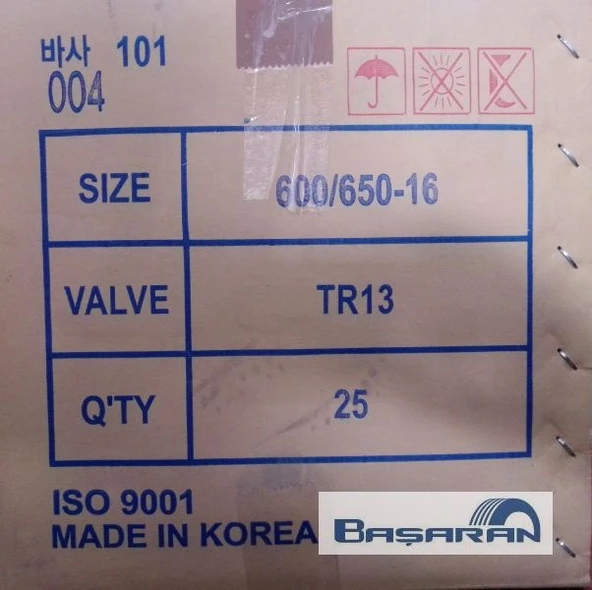 바사 101
004
SIZE 600/650-16
VALVE TR13
Q'TY 25
ISO 9001
MADE IN KOREA
BAŞARAN